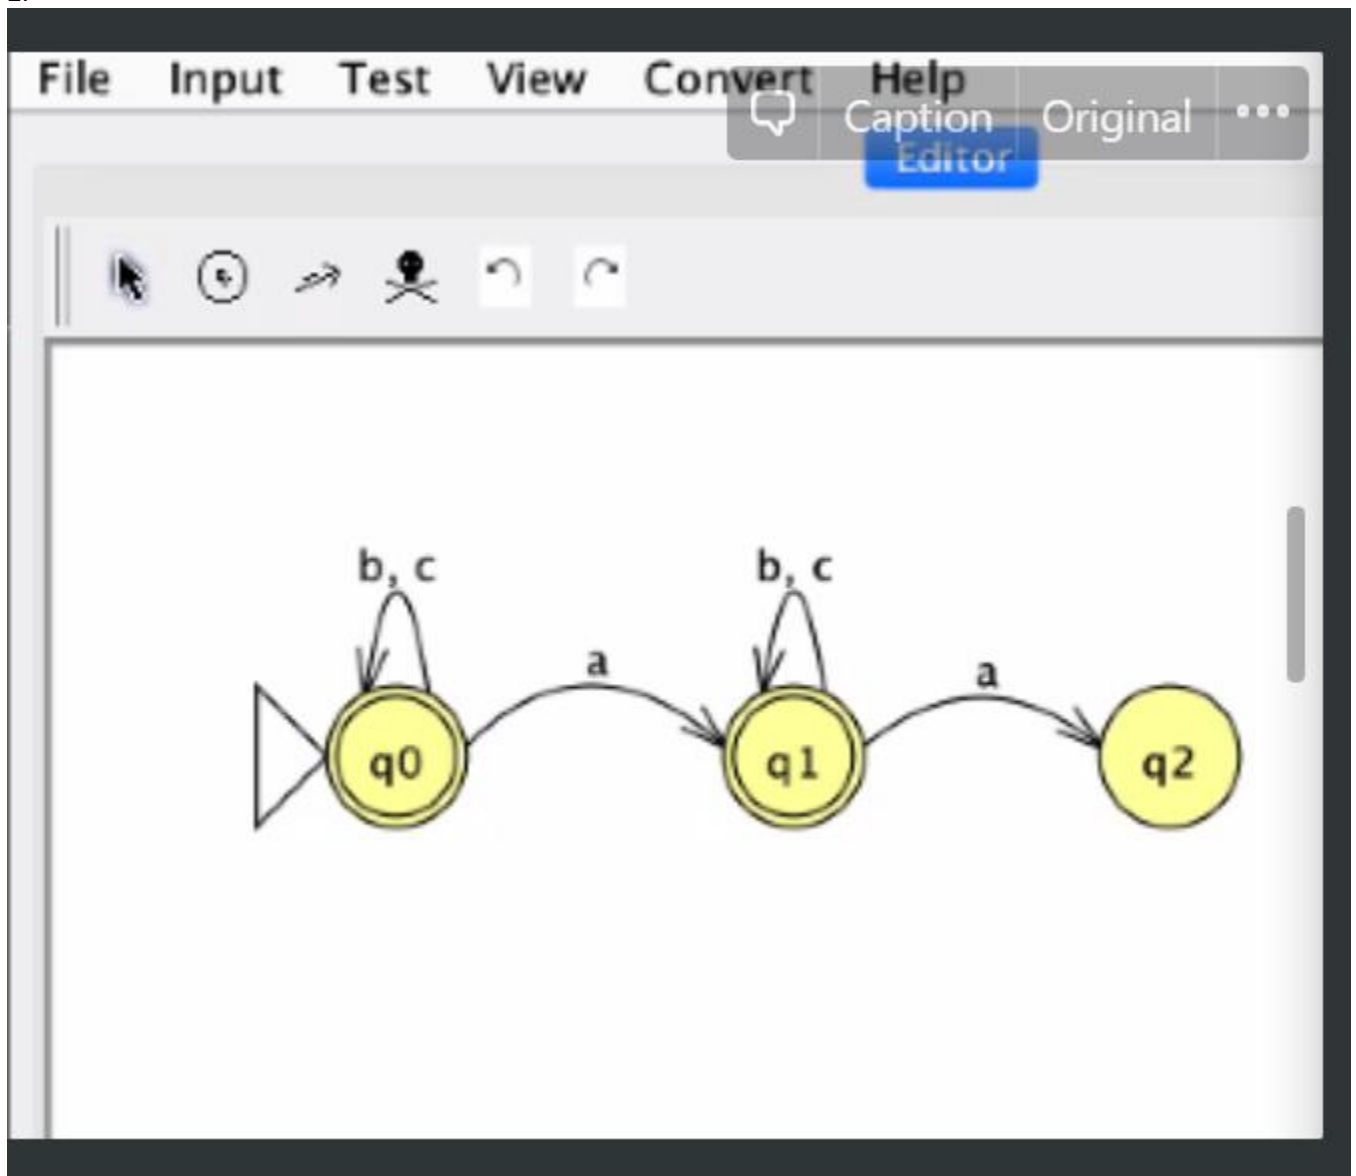 File Input Test View Convert Help
Caption Original •••
Editor
b, c b, c
a a
q0 q1 q2